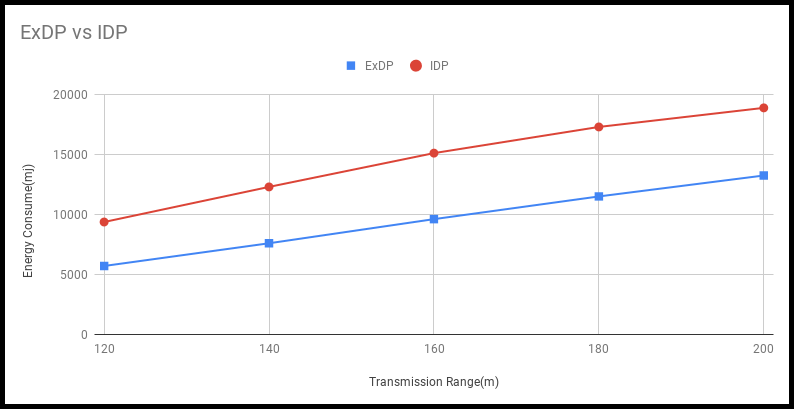 ExDP vs IDP
ExDP
IDP
20000
15000
10000
5000
0
Energy Consume(mj)
120
140
160
180
200
Transmission Range(m)